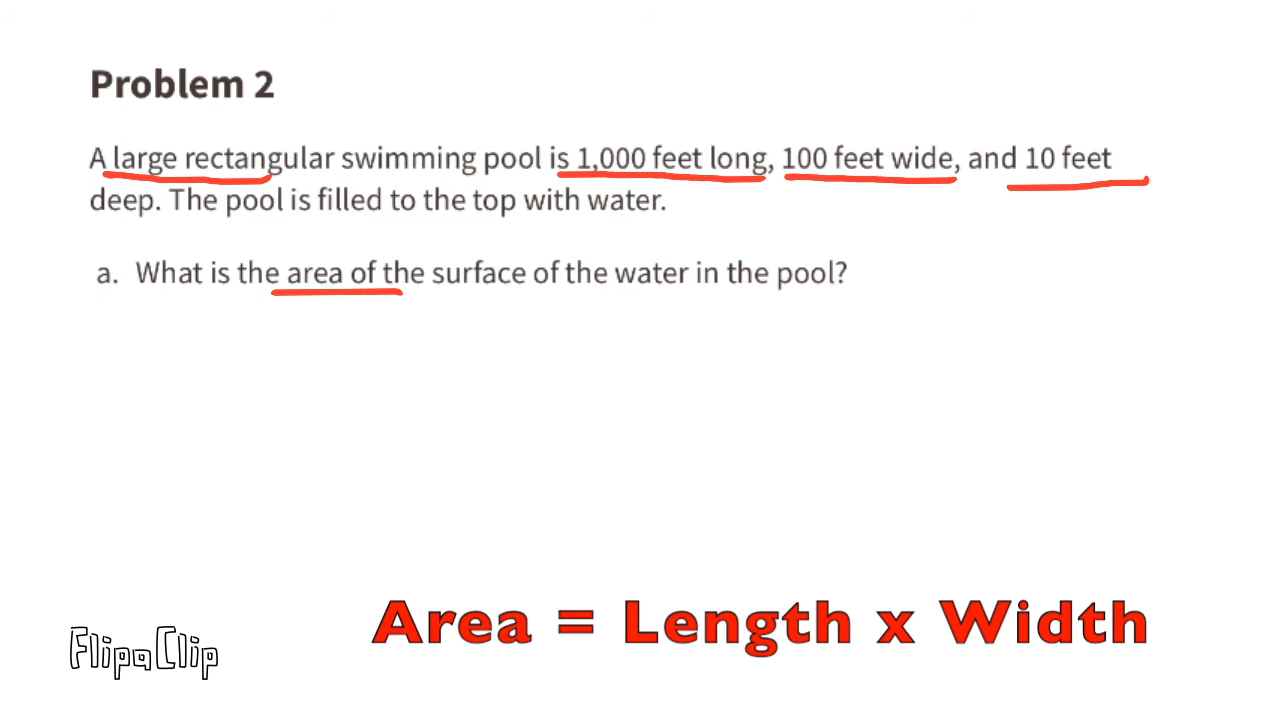 Problem 2
A large rectangular swimming pool is 1,000 feet long, 100 feet wide, and 10 feet
deep. The pool is filled to the top with water.
a. What is the area of the surface of the water in the pool?
Area = Length x Width
FlipaClip